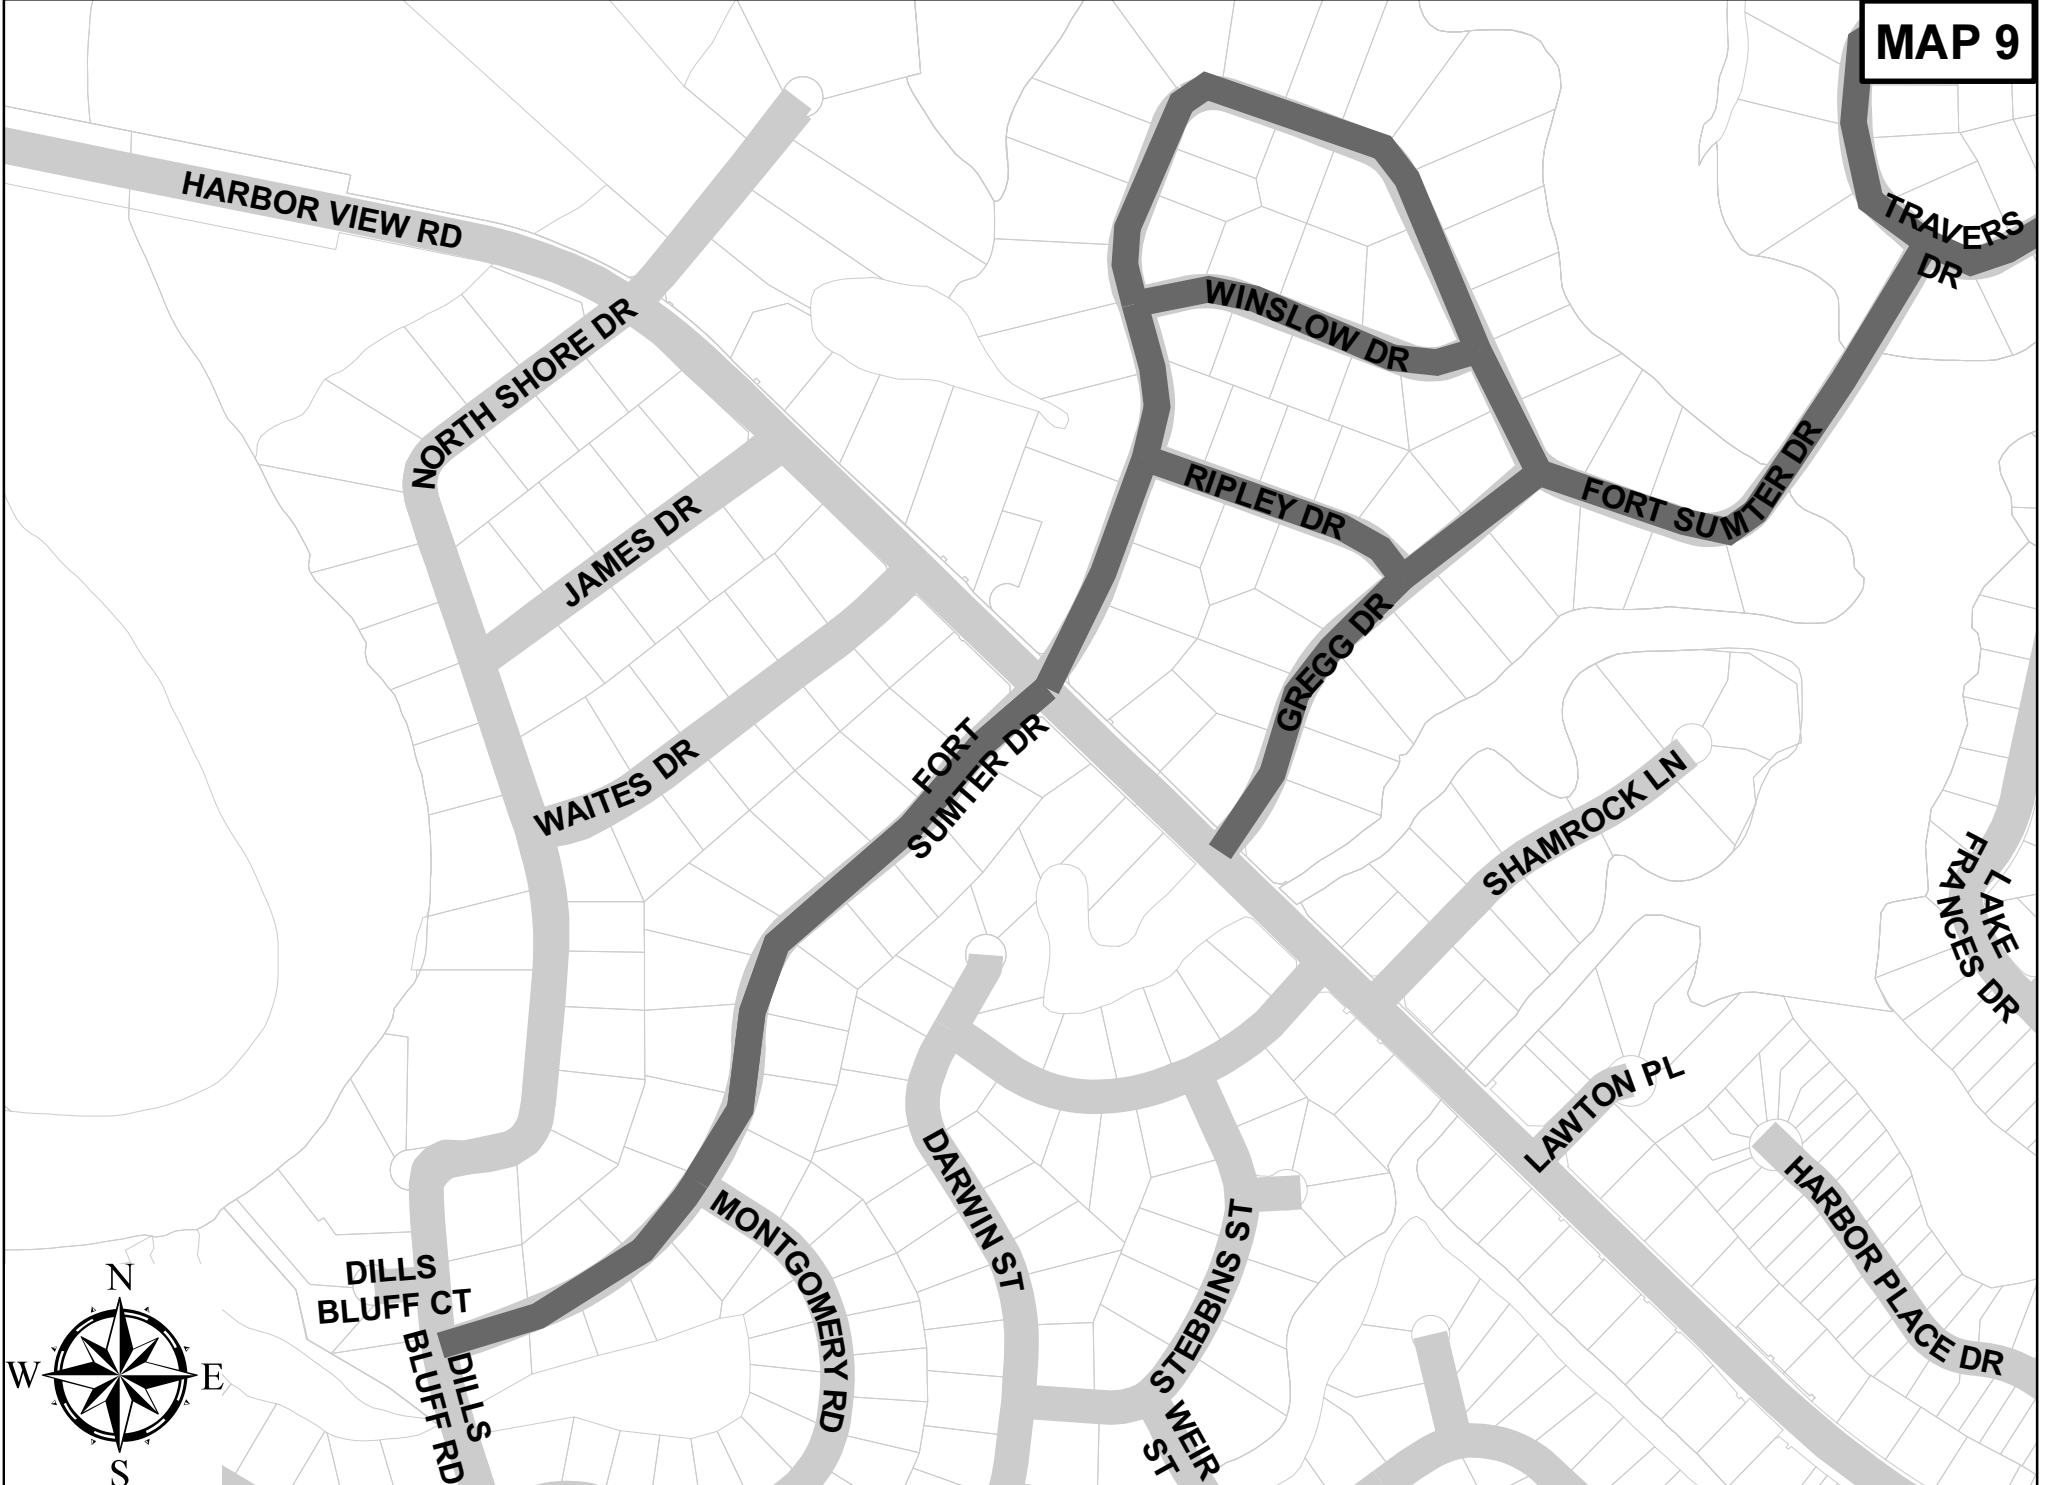 MAP 9
HARBOR VIEW RD
TRAVERS
DR
NORTH SHORE DR
WINSLOW DR
JAMES DR
RIPLEY DR
FORT SUMTER DR
GREGG DR
WAITES DR
FORT
SUMTER DR
SHAMROCK LN
LAKE
FRANCES DR
LAWTON PL
DARWIN ST
MONTGOMERY RD
STEBBINS ST
HARBOR PLACE DR
DILLS
BLUFF CT
DILLS
BLUFF RD
WEIR
ST
N
W
E
S